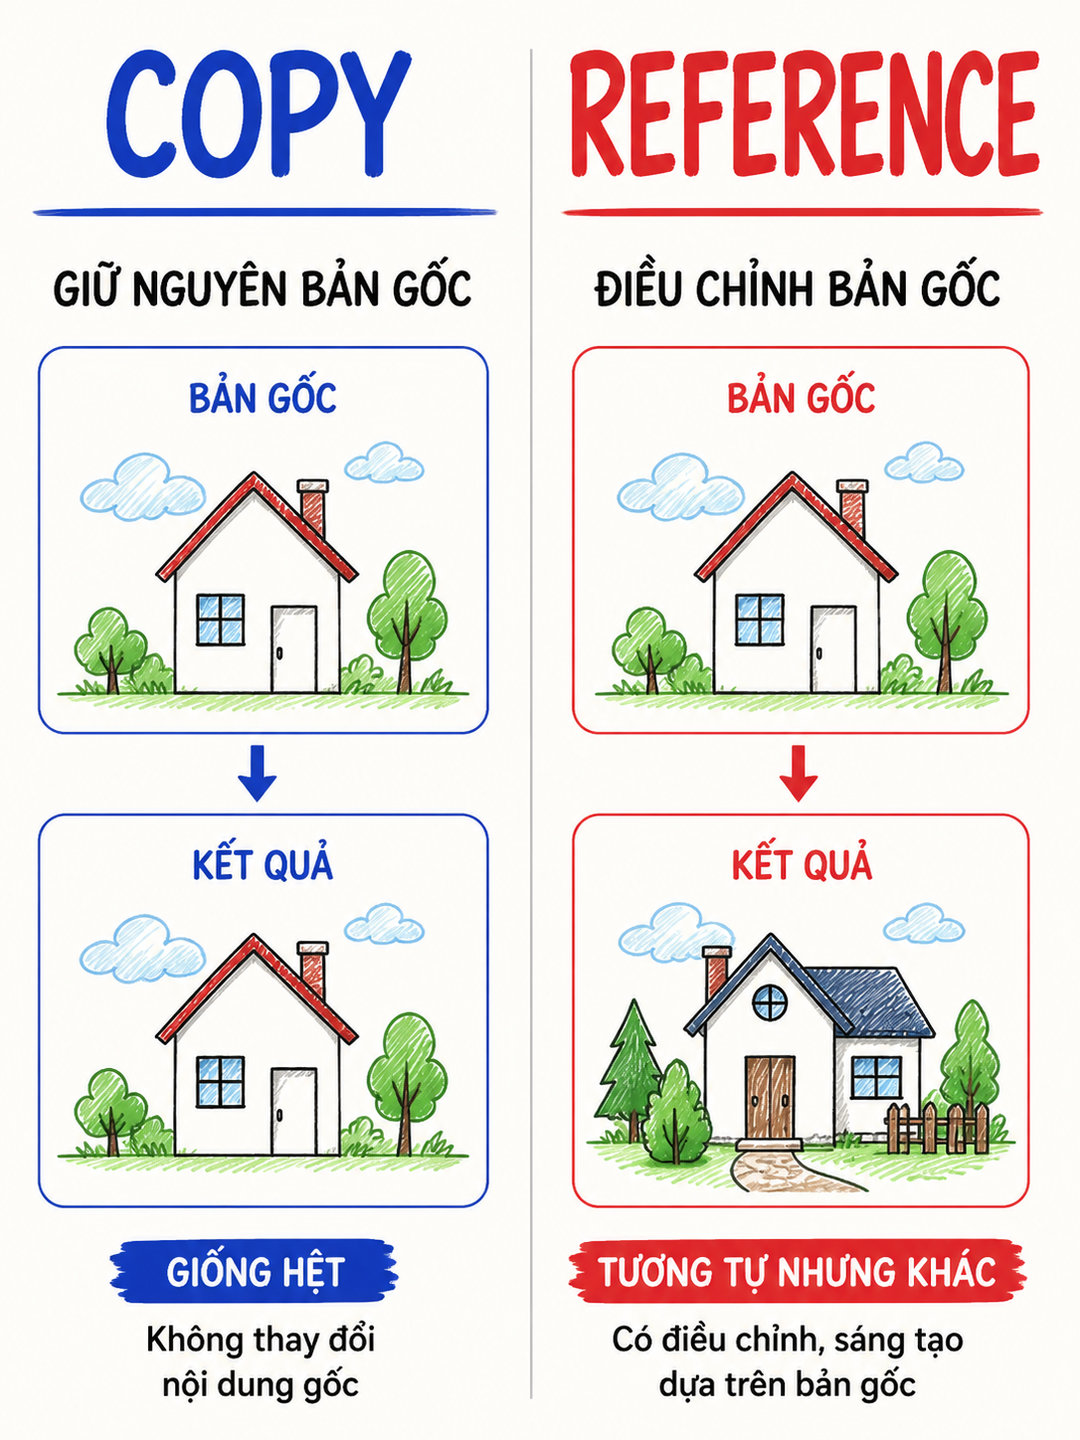 COPY
GIỮ NGUYÊN BẢN GỐC
BẢN GỐC
KẾT QUẢ
GIỐNG HỆT
Không thay đổi
nội dung gốc
REFERENCE
ĐIỀU CHỈNH BẢN GỐC
BẢN GỐC
KẾT QUẢ
TƯƠNG TỰ NHƯNG KHÁC
Có điều chỉnh, sáng tạo
dựa trên bản gốc